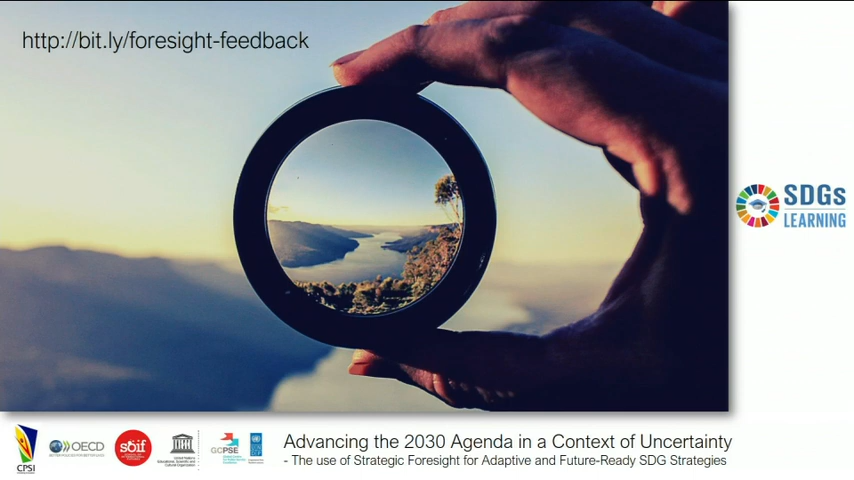 http://bit.ly/foresight-feedback
SDGs
LEARNING
CPSI
OECD
soif
GCPSE
Advancing the 2030 Agenda in a Context of Uncertainty
- The use of Strategic Foresight for Adaptive and Future-Ready SDG Strategies